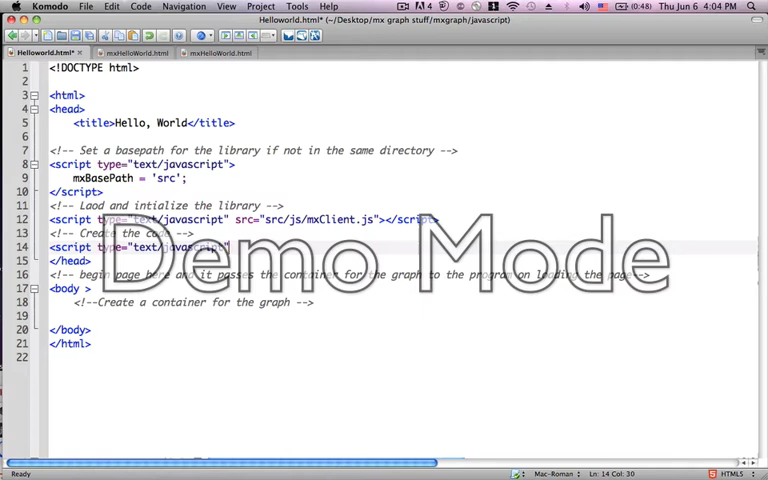 Komodo File Edit Code Navigation View Project Tools Help 4 (0:48) Thu Jun 6 4:04 PM
Helloworld.html* (~/Desktop/mx graph stuff/mxgraph/javascript)
Helloworld.html* × mxHelloWorld.html mxHelloWorld.html
1 <!DOCTYPE html>
2
3 <html>
4 <head>
5 <title>Hello, World</title>
6
7 <!-- Set a basepath for the library if not in the same directory -->
8 <script type="text/javascript">
9 mxBasePath = 'src';
10 </script>
11 <!-- Laod and intialize the library -->
12 <script type="text/javascript" src="src/js/mxClient.js"></script>
13 <!-- Create the code -->
14 <script type="text/javascript"
15 </head>
16 <!-- begin page here and it passes the container for the graph to the program on loading the page-->
17 <body >
18 <!--Create a container for the graph -->
19
20 </body>
21 </html>
22
Demo Mode
Ready Mac-Roman Ln: 14 Col: 30 HTML5